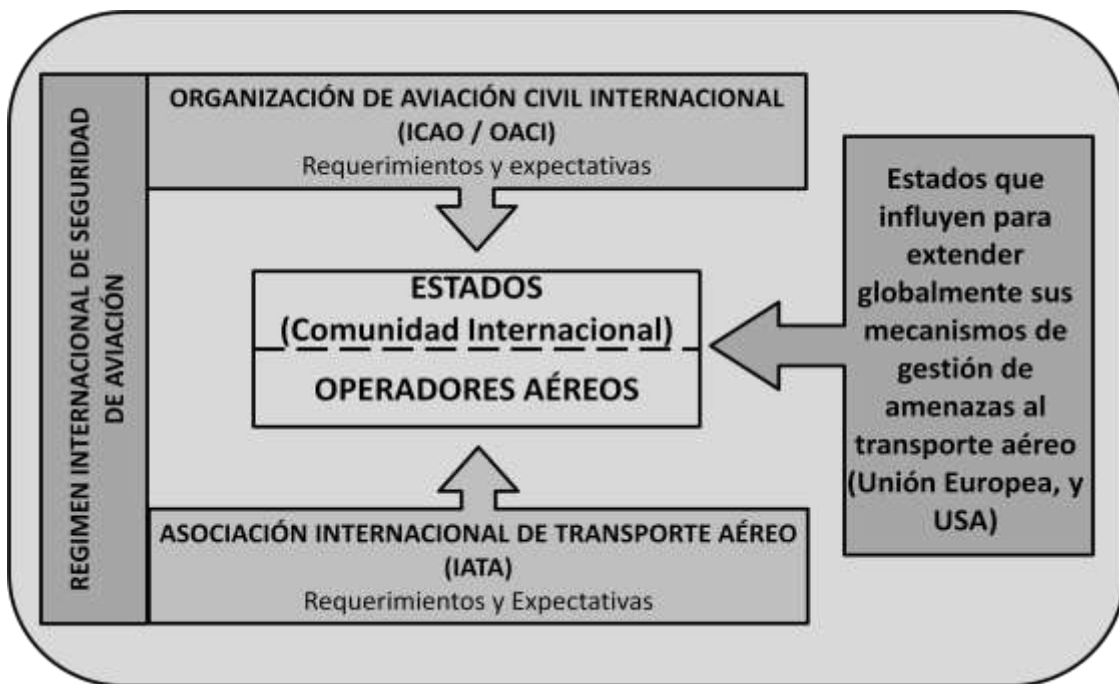 REGIMEN INTERNACIONAL DE SEGURIDAD
DE AVIACIÓN
ORGANIZACIÓN DE AVIACIÓN CIVIL INTERNACIONAL
(ICAO / OACI)
Requerimientos y expectativas
ESTADOS
(Comunidad Internacional)
OPERADORES AÉREOS
ASOCIACIÓN INTERNACIONAL DE TRANSPORTE AÉREO
(IATA)
Requerimientos y Expectativas
Estados que
influyen para
extender
globalmente sus
mecanismos de
gestión de
amenazas al
transporte aéreo
(Unión Europea, y
USA)